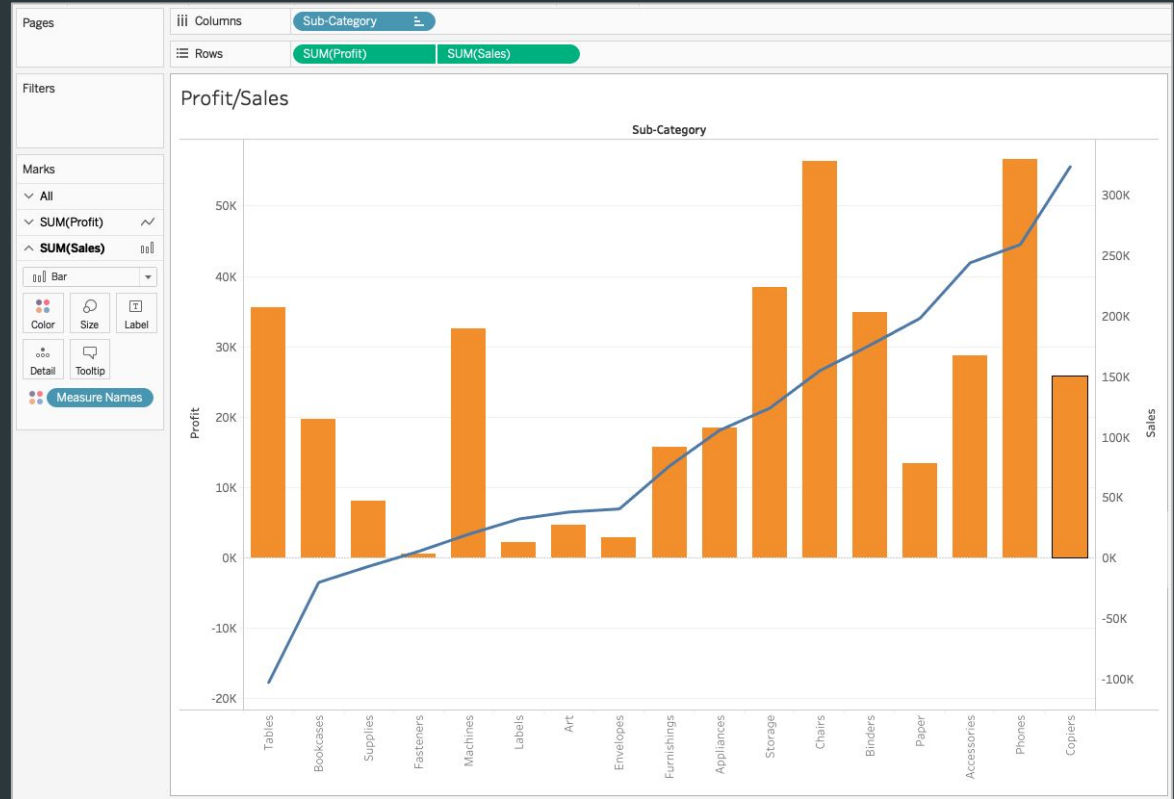 Pages
Columns
Sub-Category
Rows
SUM(Profit)
SUM(Sales)
Filters
Marks
All
SUM(Profit)
SUM(Sales)
Bar
Color
Size
T
Label
Detail
Tooltip
Measure Names
Profit/Sales
Sub-Category
50K
40K
30K
20K
10K
0K
-10K
-20K
Profit
300K
250K
200K
150K
100K
50K
0K
-50K
-100K
Sales
Tables
Bookcases
Supplies
Fasteners
Machines
Labels
Art
Envelopes
Furnishings
Appliances
Storage
Chairs
Binders
Paper
Accessories
Phones
Copiers